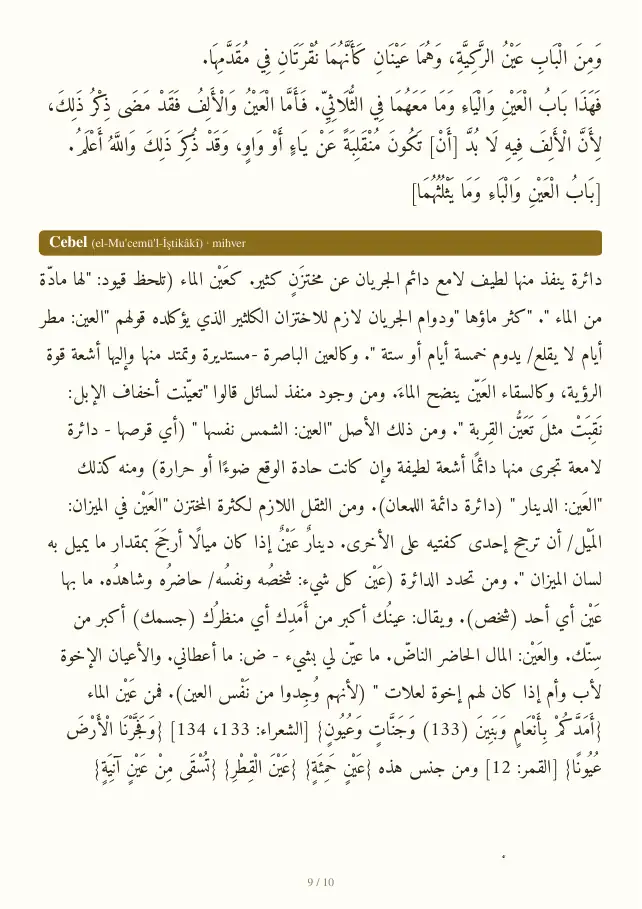 وَمِنَ الْبَابِ عَيْنُ الرَّكِيَّةِ، وَهُمَا عَيْنَانِ كَأَنَّهُمَا نُقْرَتَانِ فِي مُقَدَّمِهَا.
فَهَذَا بَابُ الْعَيْنِ وَالْيَاءِ وَمَا مَعَهُمَا فِي الثُّلَاثِيِّ. فَأَمَّا الْعَيْنُ وَالْأَلِفُ فَقَدْ مَضَى ذِكْرُ ذَلِكَ،
لِأَنَّ الْأَلِفَ فِيهِ لَا بُدَّ [أَنْ] تَكُونَ مُنْقَلِبَةً عَنْ يَاءٍ أَوْ وَاوٍ، وَقَدْ ذُكِرَ ذَلِكَ وَاللَّهُ أَعْلَمُ.
[بَابُ الْعَيْنِ وَالْبَاءِ وَمَا يَثْلُثُهُمَا]
Cebel (el-Mu'cemü'l-İştikâkî) · mihver
دائرة ينفذ منها لطيف لامع دائم الجريان عن مختزَنٍ كثير. كعَيْن الماء (تلحظ قيود: "لها مادّة
من الماء ". "كثر ماؤها "ودوام الجريان لازم للاختزان الكثير الذي يؤكلده قولهم "العين: مطر
أيام لا يقلع/ يدوم خمسة أيام أو ستة ". وكالعين الباصرة -مستديرة وتمتد منها وإليها أشعة قوة
الرؤية، وكالسقاء العَيّن ينضح الماءَ. ومن وجود منفذ لسائل قالوا "تعيّنت أخفاف الإبل:
نَقِبَتْ مثلَ تَعَيُّن القِربة ". ومن ذلك الأصل "العين: الشمس نفسها " (أي قرصها - دائرة
لامعة تجرى منها دائمًا أشعة لطيفة وإن كانت حادة الوقع ضوءًا أو حرارة) ومنه كذلك
"العَين: الدينار " (دائرة دائمة اللمعان). ومن الثقل اللازم لكثرة المختزن "العَيْن في الميزان:
المَيْل/ أن ترجح إحدى كفتيه على الأخرى. دينارٌ عَيْنٌ إذا كان ميالًا أرجَحَ بمقدار ما يميل به
لسان الميزان ". ومن تحدد الدائرة (عَيْن كل شيء: شخصُه ونفسُه/ حاضرُه وشاهدُه. ما بها
عَيْن أي أحد (شخص). ويقال: عينُك أكبر من أَمَدِك أي منظرُك (جسمك) أكبر من
سِنّك. والعَيْن: المال الحاضر الناضّ. ما عيّن لي بشيء - ض: ما أعطاني. والأعيان الإخوة
لأب وأم إذا كان لهم إخوة لعلات " (لأنهم وُجِدوا من نَفْس العين). فمن عَيْن الماء
{أَمَدَّكُمْ بِأَنْعَامٍ وَبَنِينَ (133) وَجَنَّاتٍ وَعُيُونٍ} [الشعراء: 133، 134] {وَفَجَّرْنَا الْأَرْضَ
عُيُونًا} [القمر: 12] ومن جنس هذه {عَيْنٍ حَمِئَةٍ} {عَيْنَ الْقِطْرِ} {تُسْقَى مِنْ عَيْنٍ آنِيَةٍ}
9 / 10